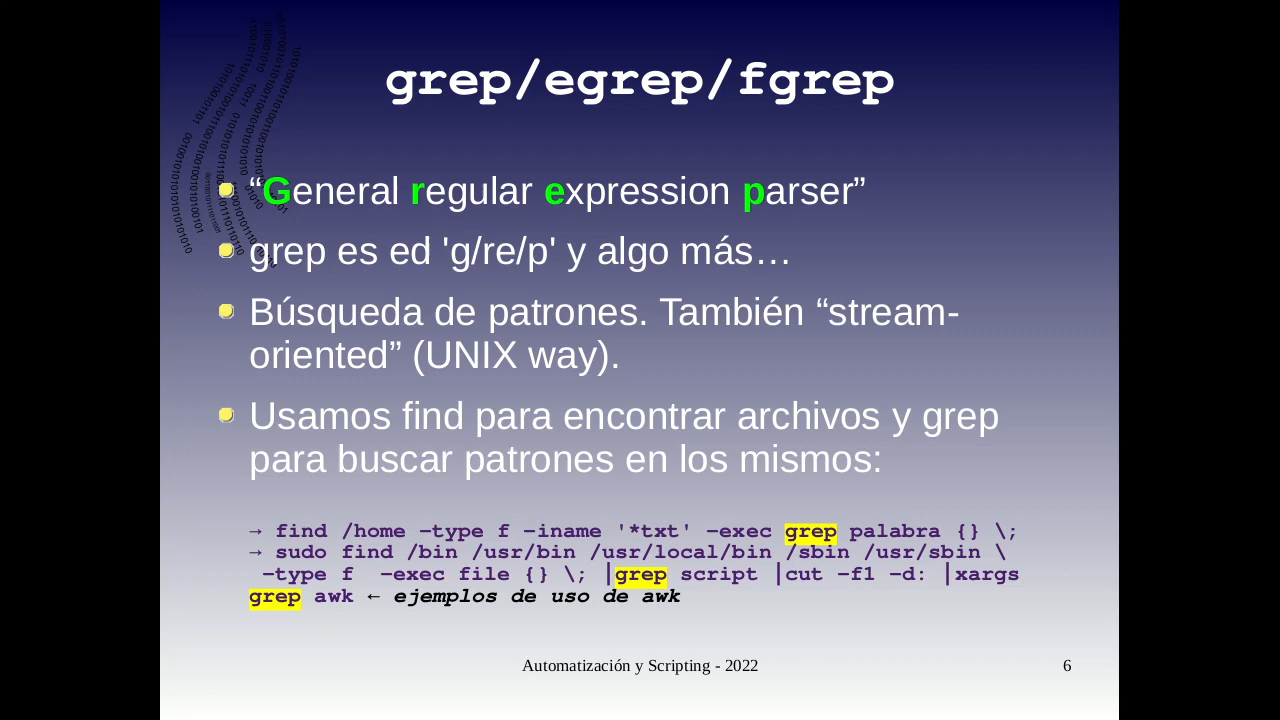 grep/egrep/fgrep
“General regular expression parser”
grep es ed 'g/re/p' y algo más…
Búsqueda de patrones. También “stream-
oriented” (UNIX way).
Usamos find para encontrar archivos y grep
para buscar patrones en los mismos:
→ find /home –type f –iname '*txt' –exec grep palabra {} \;
→ sudo find /bin /usr/bin /usr/local/bin /sbin /usr/sbin \
–type f –exec file {} \; |grep script |cut –f1 –d: |xargs
grep awk ← ejemplos de uso de awk
Automatización y Scripting - 2022
6